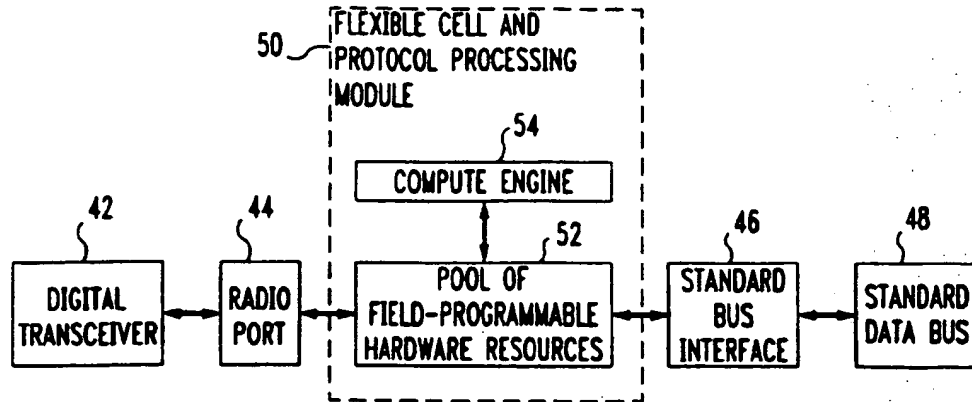 50
FLEXIBLE CELL AND
PROTOCOL PROCESSING
MODULE
54
COMPUTE ENGINE
42
44
52
46
48
DIGITAL
TRANSCEIVER
RADIO
PORT
POOL OF
FIELD-PROGRAMMABLE
HARDWARE RESOURCES
STANDARD
BUS
INTERFACE
STANDARD
DATA BUS